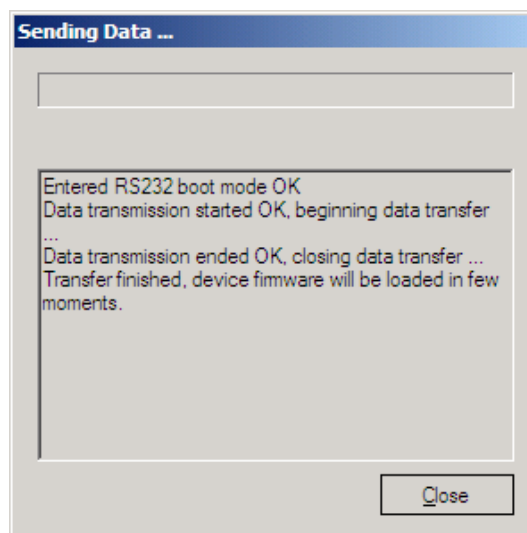 Sending Data ...
Entered RS232 boot mode OK
Data transmission started OK, beginning data transfer
...
Data transmission ended OK, closing data transfer ...
Transfer finished, device firmware will be loaded in few
moments.
Close